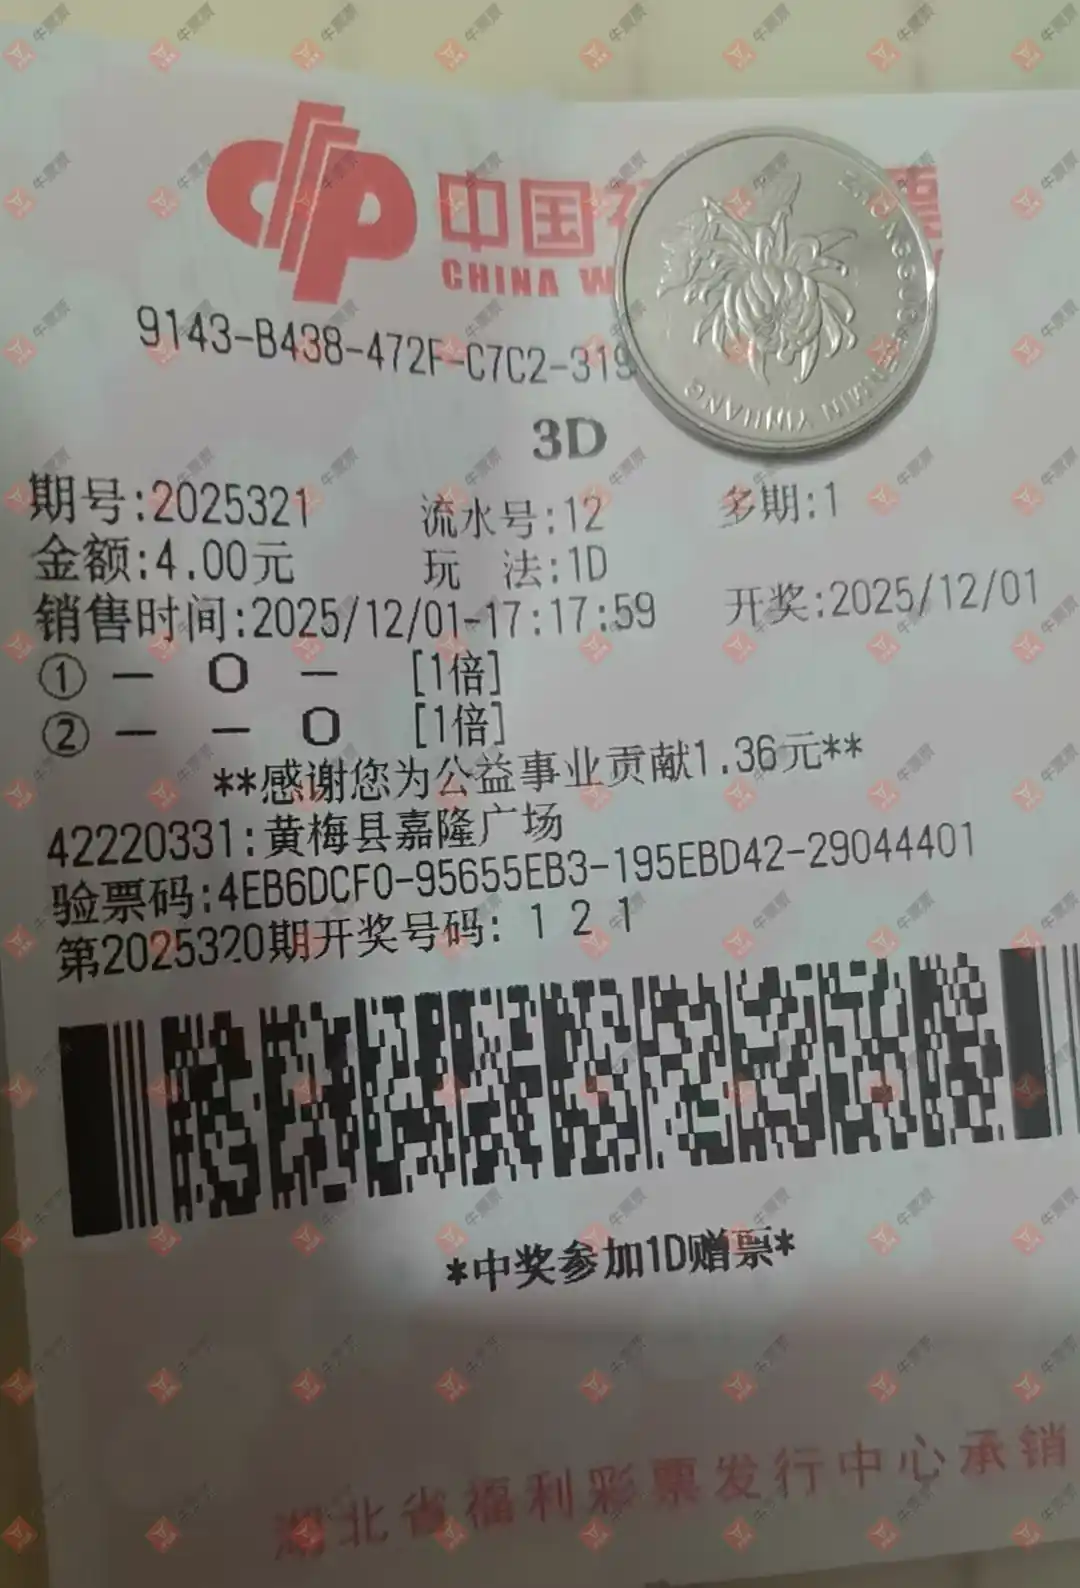 中国
CHINA W
ZHONGGUO RENMIN YINHANG
9143-B438-472F-C7C2-319
3D
期号:2025321 流水号:12 多期:1
金额:4.00元 玩 法:1D
销售时间:2025/12/01-17:17:59 开奖:2025/12/01
① — 0 — [1倍]
② — — 0 [1倍]
**感谢您为公益事业贡献1.36元**
42220331:黄梅县嘉隆广场
验票码:4EB6DCF0-95655EB3-195EBD42-29044401
第2025320期开奖号码: 1 2 1
*中奖参加1D赠票*
湖北省福利彩票发行中心承销